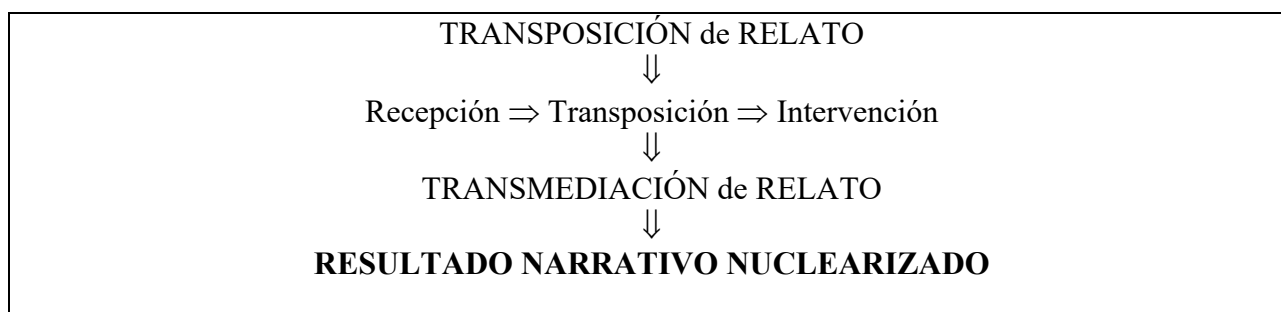 TRANSPOSICIÓN de RELATO
⇓
Recepción ⇒ Transposición ⇒ Intervención
⇓
TRANSMEDIACIÓN de RELATO
⇓
RESULTADO NARRATIVO NUCLEARIZADO